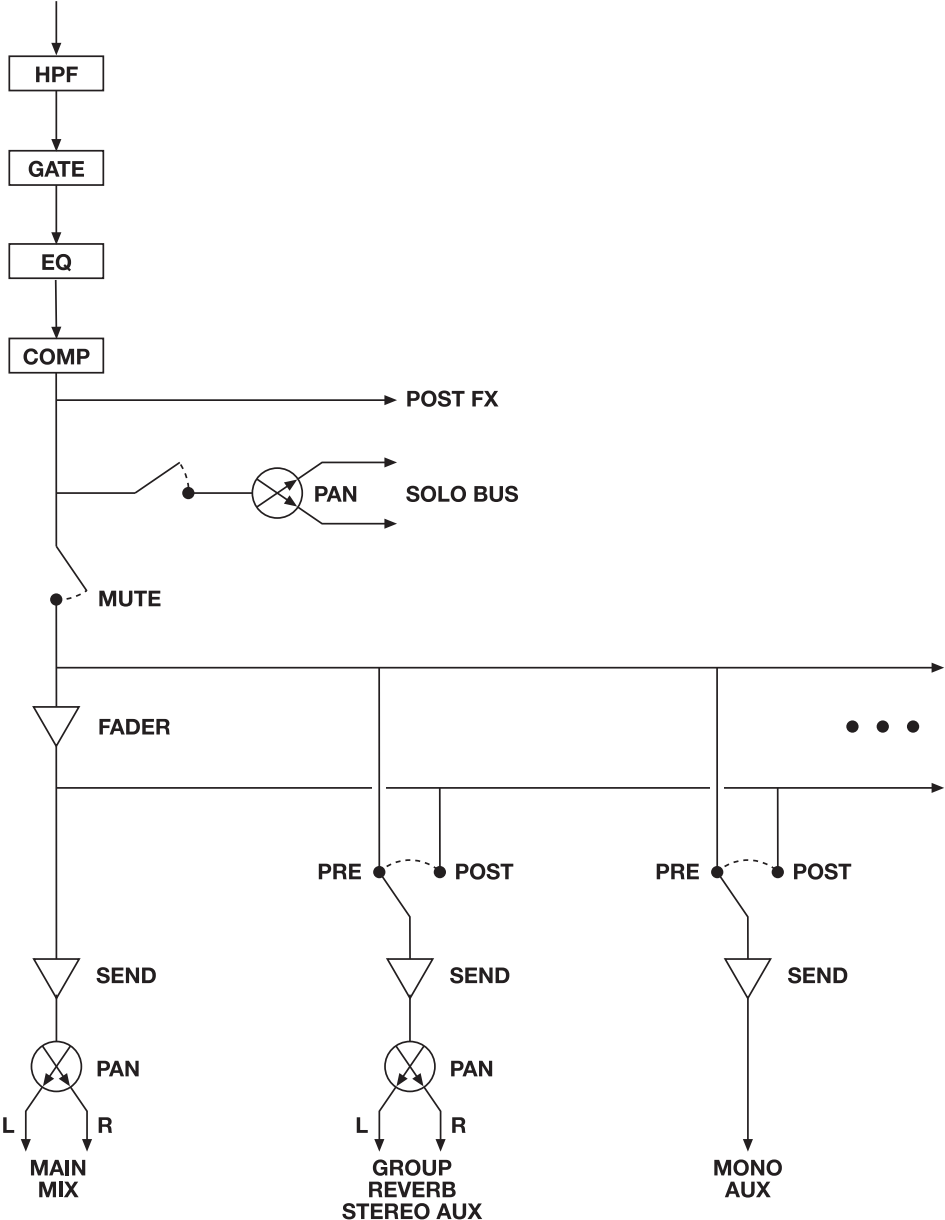 HPF
GATE
EQ
COMP
POST FX
PAN
SOLO BUS
MUTE
FADER
PRE
POST
PRE
POST
SEND
SEND
SEND
PAN
PAN
L
R
L
R
MAIN
MIX
GROUP
REVERB
STEREO AUX
MONO
AUX